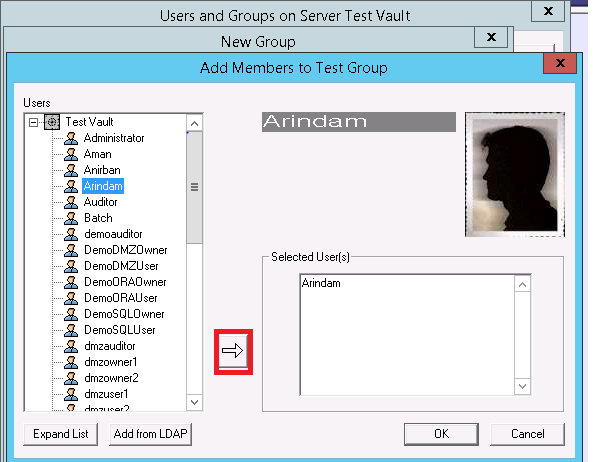 Users and Groups on Server Test Vault
x
New Group
x
Add Members to Test Group
x
Users
Test Vault
Administrator
Aman
Anirban
Arindam
Auditor
Batch
demoauditor
DemoDMZOwner
DemoDMZUser
DemoORAOwner
DemoORAUser
DemoSQLOwner
DemoSQLUser
dmzauditor
dmzowner1
dmzowner2
dmzuser1
dmzuser2
Arindam
Selected User(s)
Arindam
Expand List
Add from LDAP
OK
Cancel